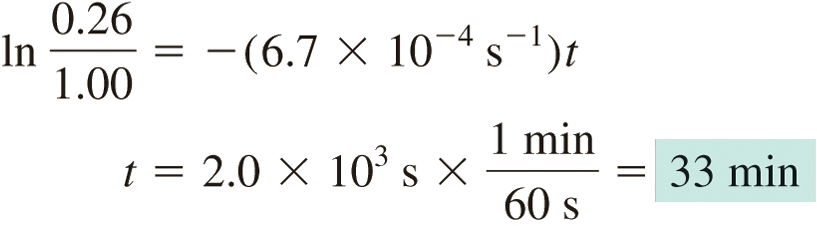 ln 0.26/1.00 = −(6.7 × 10⁻⁴ s⁻¹)t
t = 2.0 × 10³ s × 1 min/60 s = 33 min